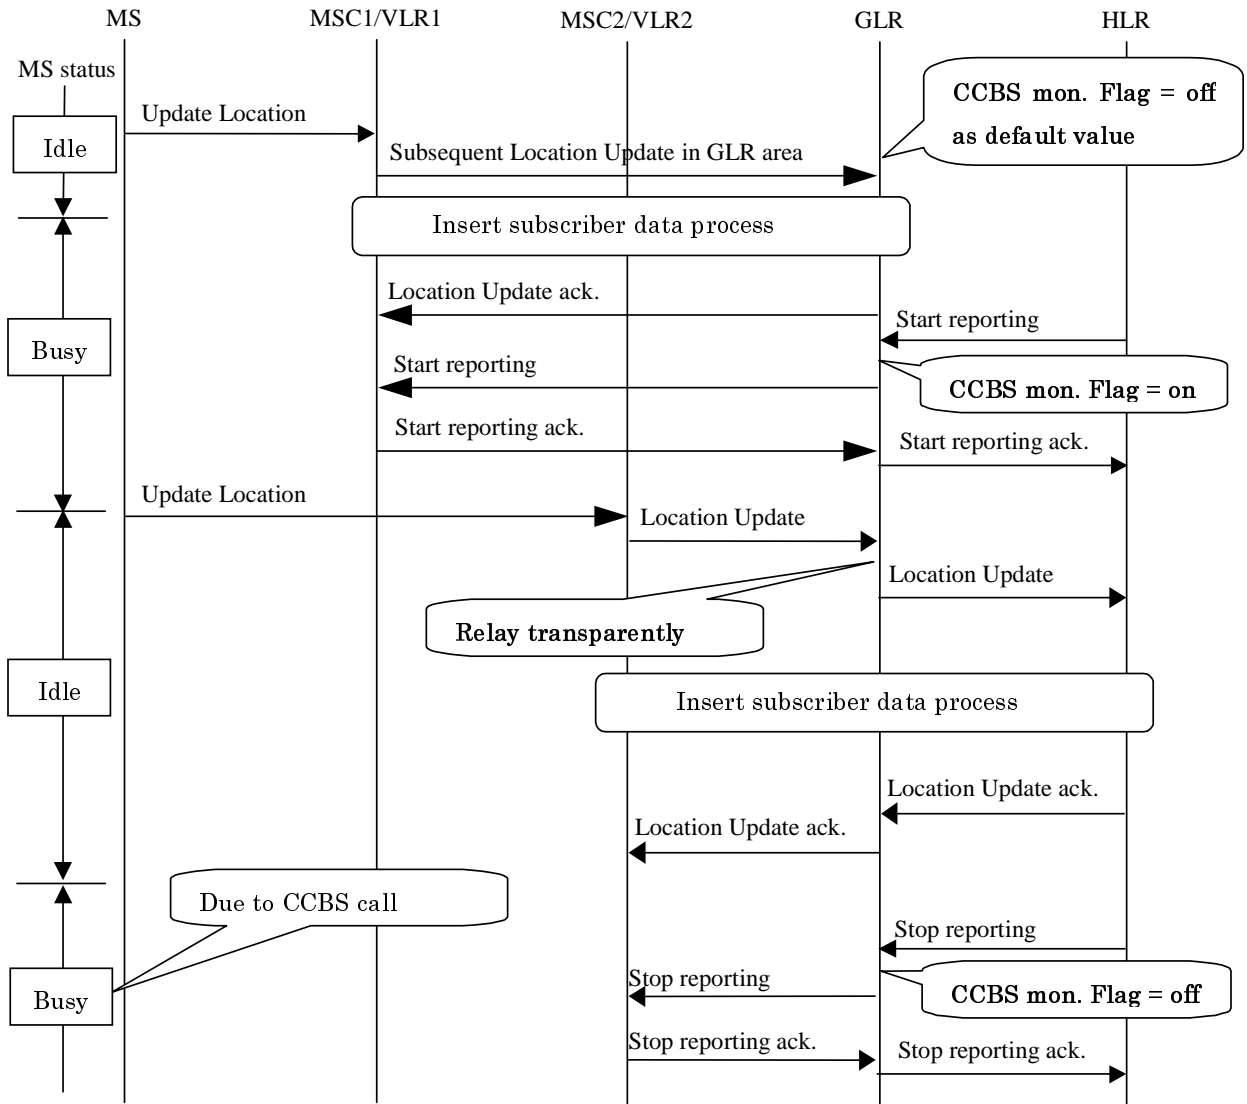 MS
MSC1/VLR1
MSC2/VLR2
GLR
HLR
MS status
CCBS mon. Flag = off
as default value
Update Location
Idle
Subsequent Location Update in GLR area
Insert subscriber data process
Location Update ack.
Start reporting
Busy
Start reporting
CCBS mon. Flag = on
Start reporting ack.
Start reporting ack.
Update Location
Location Update
Location Update
Relay transparently
Idle
Insert subscriber data process
Location Update ack.
Location Update ack.
Due to CCBS call
Stop reporting
Stop reporting
CCBS mon. Flag = off
Busy
Stop reporting ack.
Stop reporting ack.